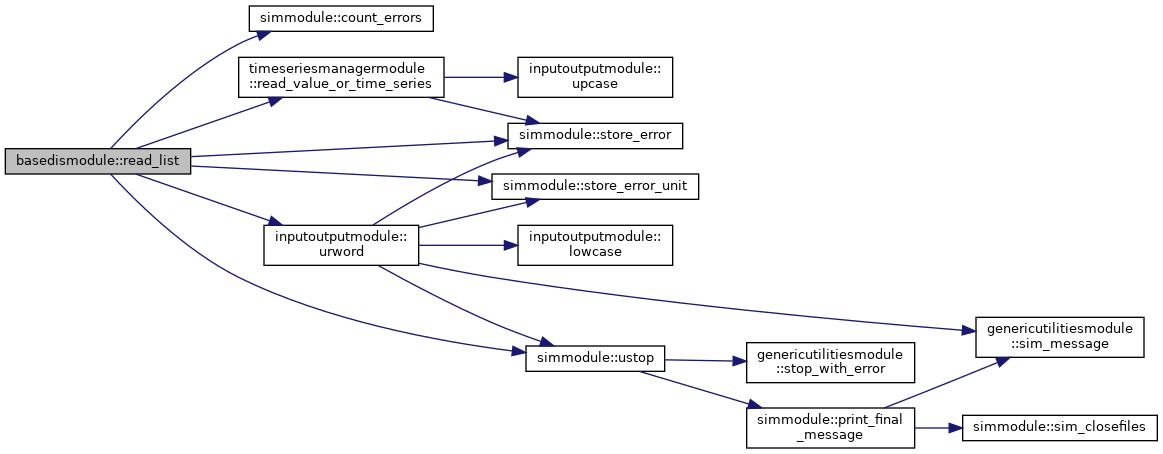 simmodule::count_errors
timeseriesmanagermodule
::read_value_or_time_series
inputoutputmodule::
upcase
simmodule::store_error
basedismodule::read_list
simmodule::store_error_unit
inputoutputmodule::
urword
inputoutputmodule::
lowcase
genericutilitiesmodule
::sim_message
simmodule::ustop
genericutilitiesmodule
::stop_with_error
simmodule::print_final
_message
simmodule::sim_closefiles